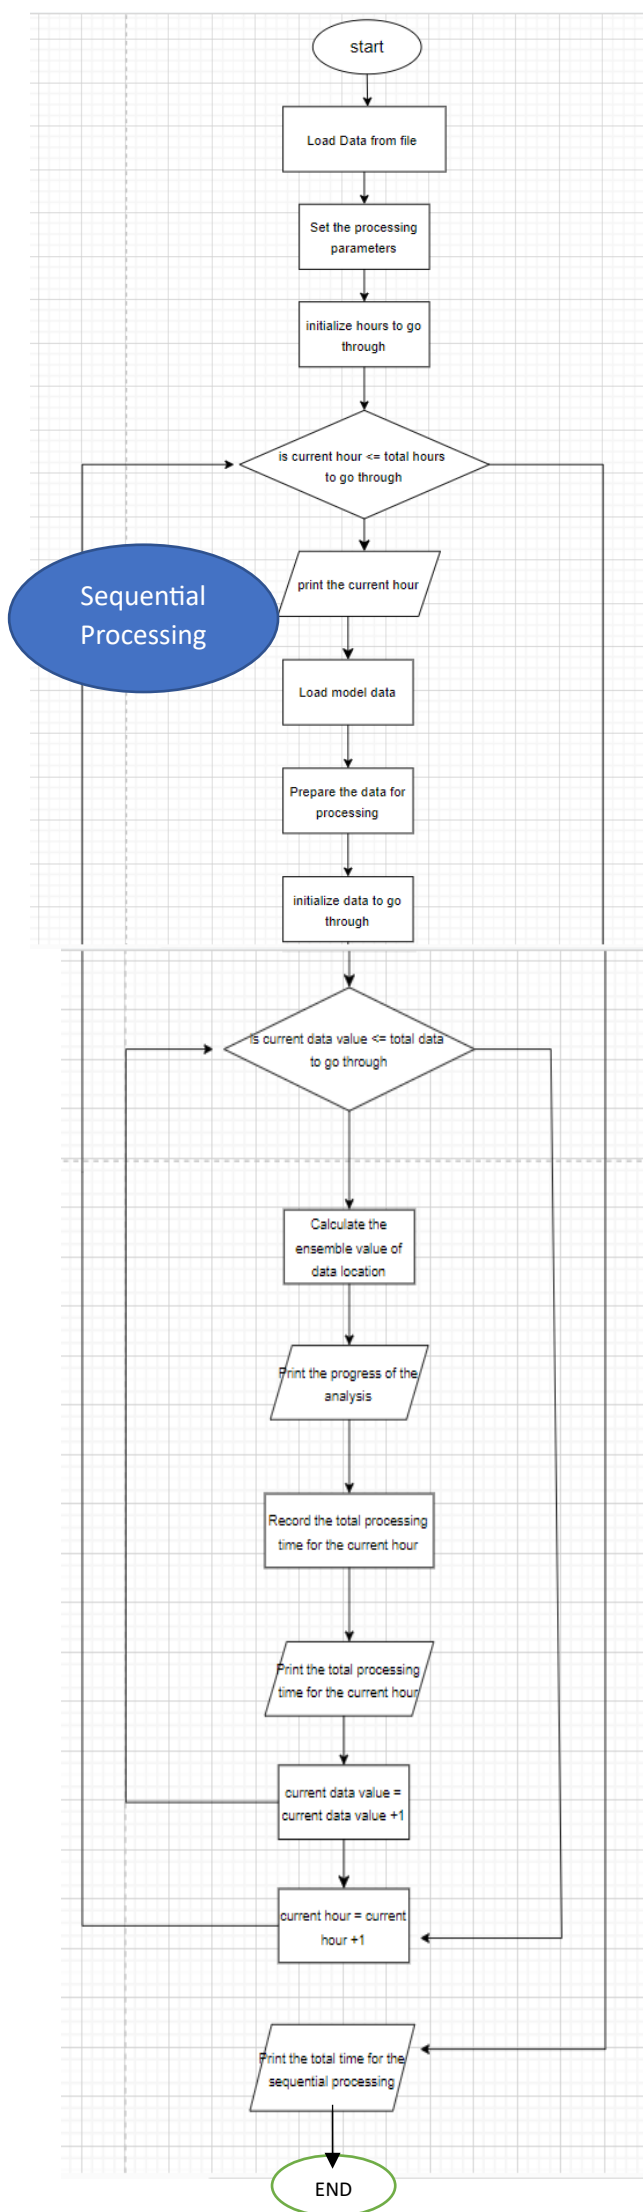 start
Load Data from file
Set the processing
parameters
initialize hours to go
through
is current hour <= total hours
to go through
Sequential
Processing
print the current hour
Load model data
Prepare the data for
processing
initialize data to go
through
is current data value <= total data
to go through
Calculate the
ensemble value of
data location
Print the progress of the
analysis
Record the total processing
time for the current hour
Print the total processing
time for the current hour
current data value =
current data value +1
current hour = current
hour +1
Print the total time for the
sequential processing
END